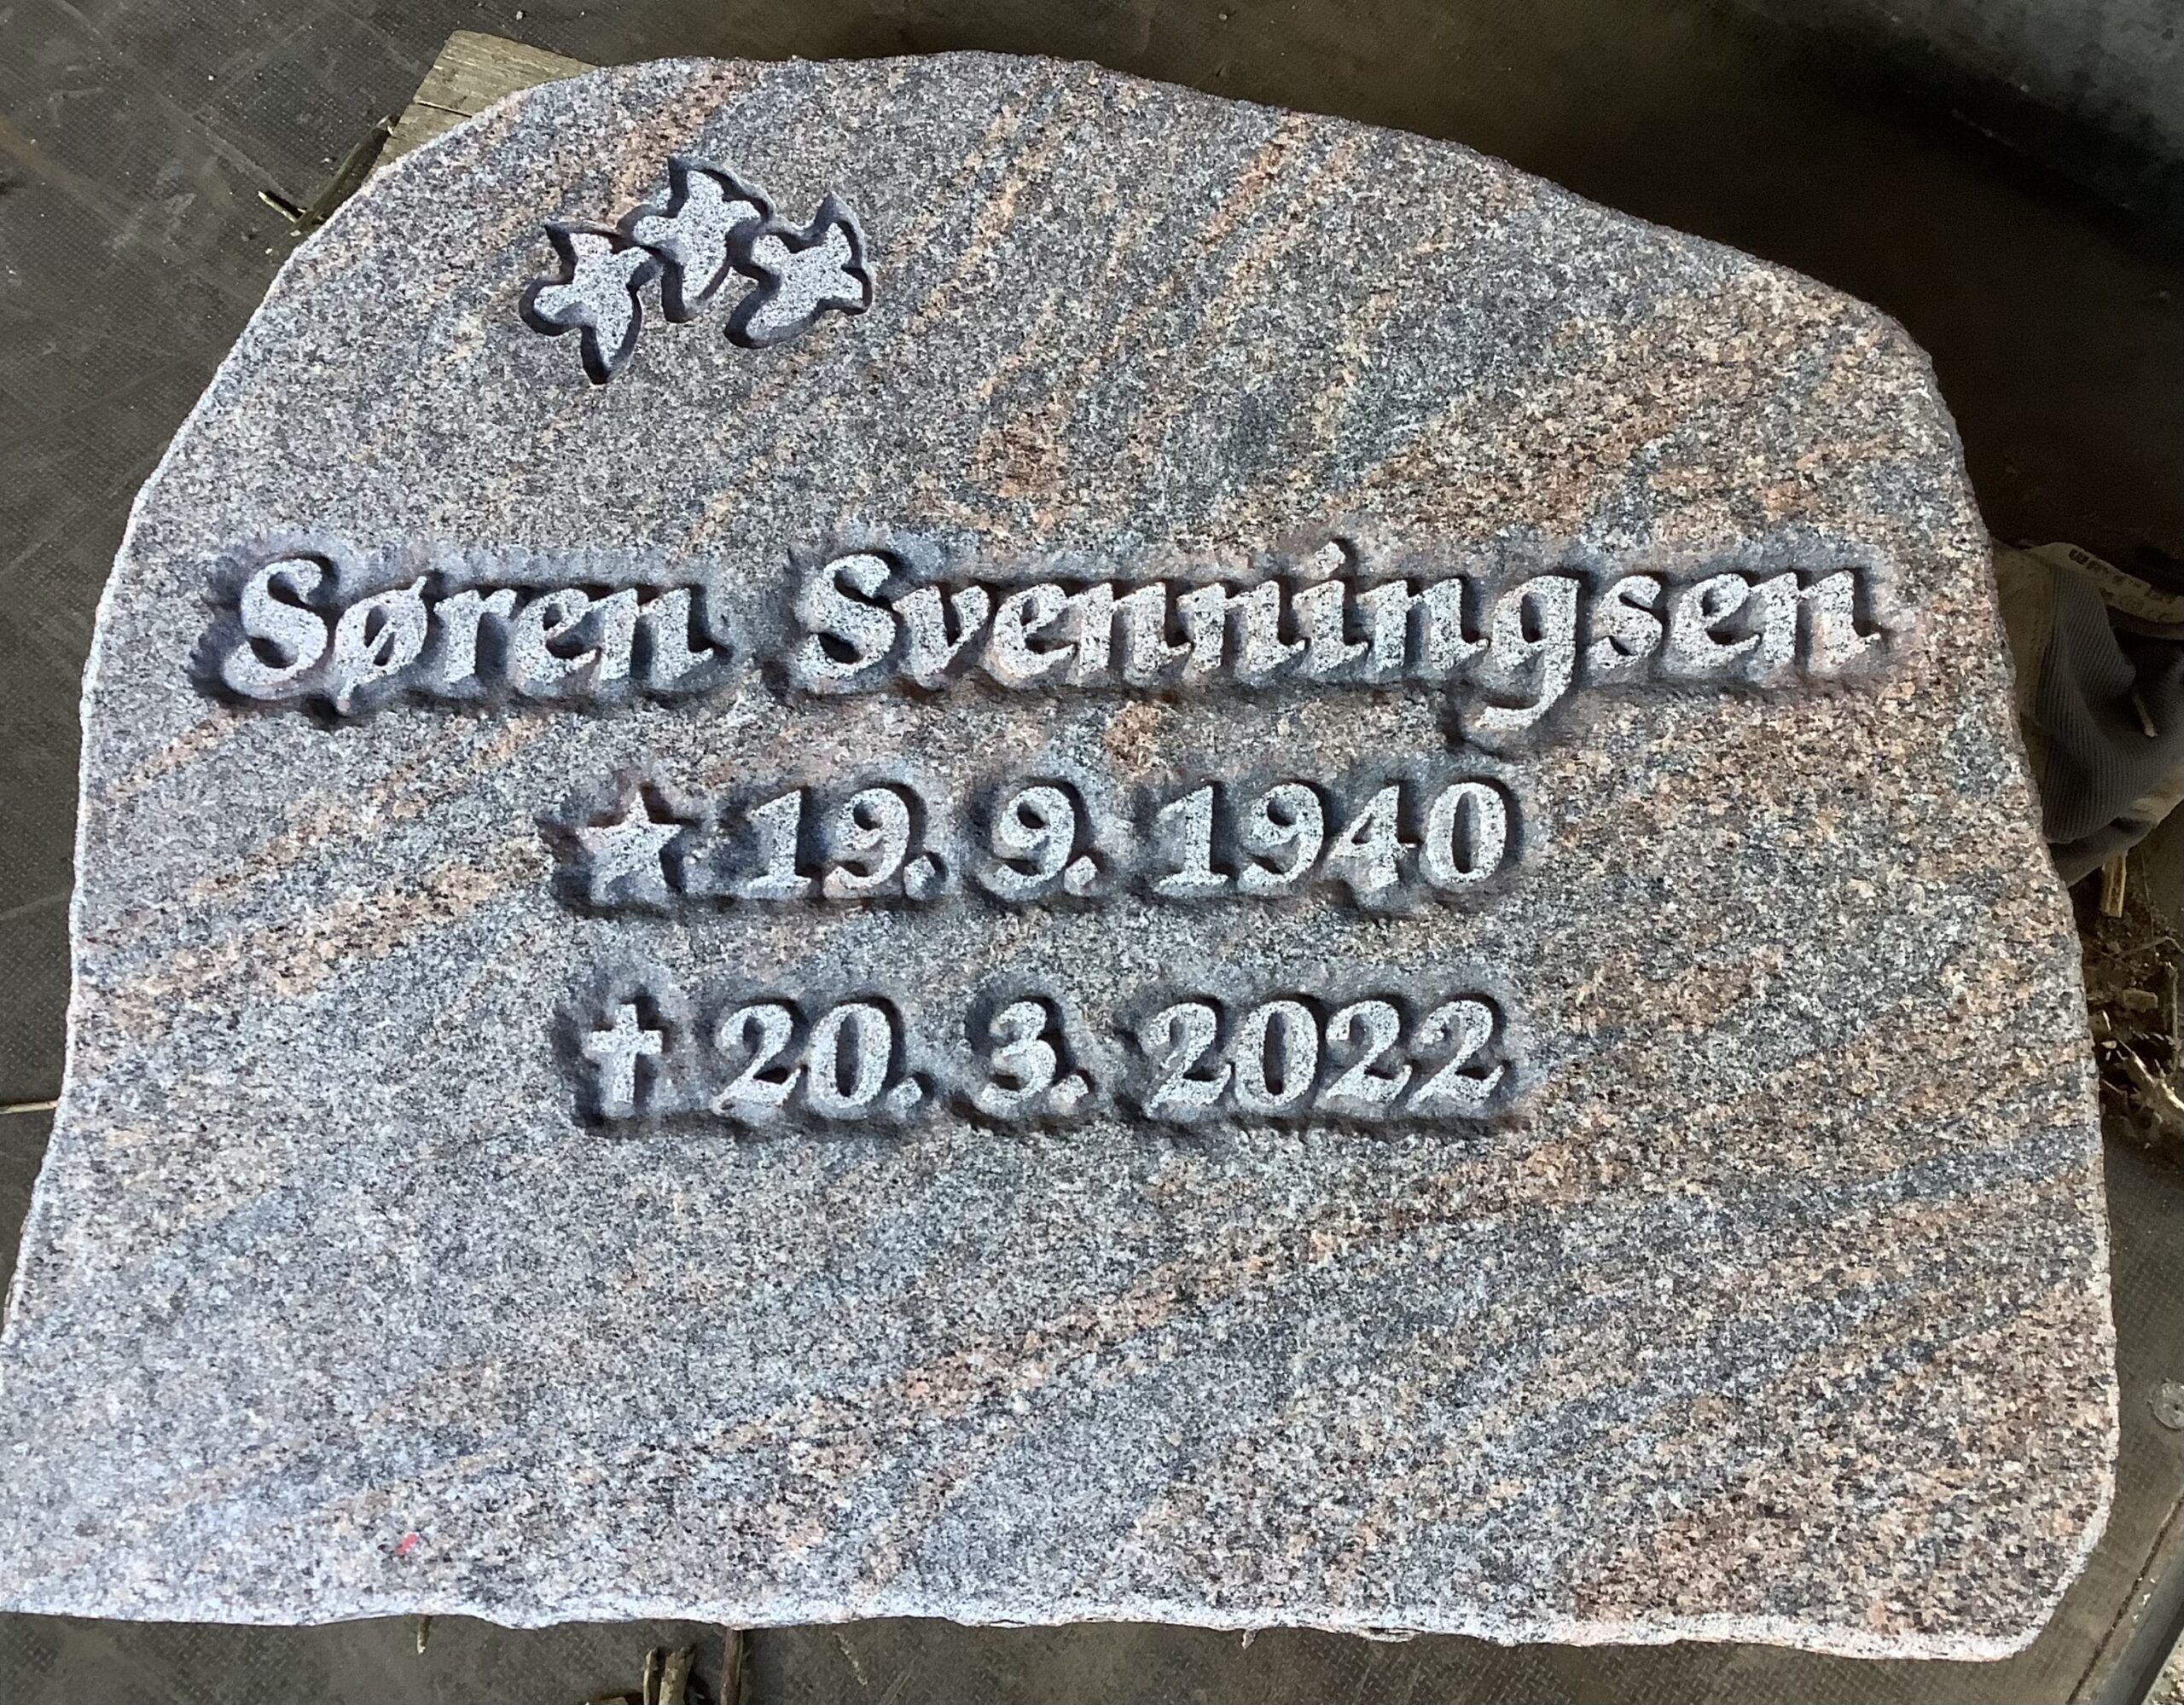 Søren Svenningsen
★ 19. 9. 1940
✝ 20. 3. 2022